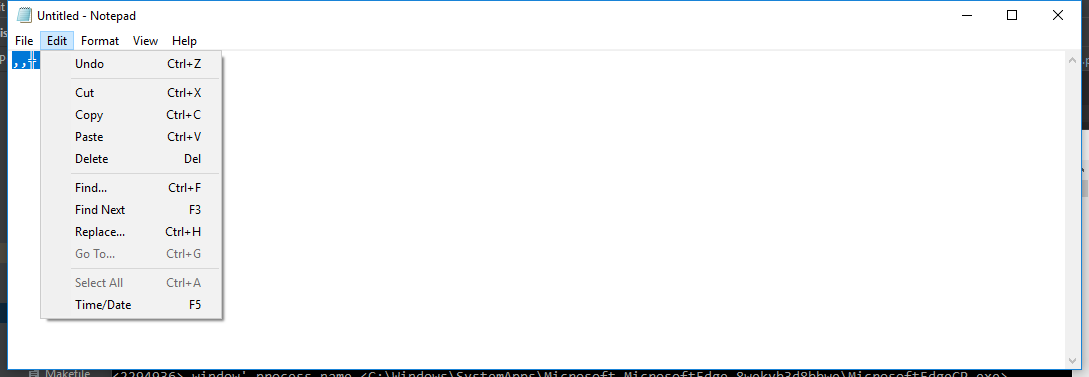 Untitled - Notepad
File Edit Format View Help
,,╬
Undo Ctrl+Z
Cut Ctrl+X
Copy Ctrl+C
Paste Ctrl+V
Delete Del
Find... Ctrl+F
Find Next F3
Replace... Ctrl+H
Go To... Ctrl+G
Select All Ctrl+A
Time/Date F5
Makefile <2294936> window' process name <C:\Windows\SystemApps\Microsoft.MicrosoftEdge_8wekyb3d8bbwe\MicrosoftEdgeCP.exe>